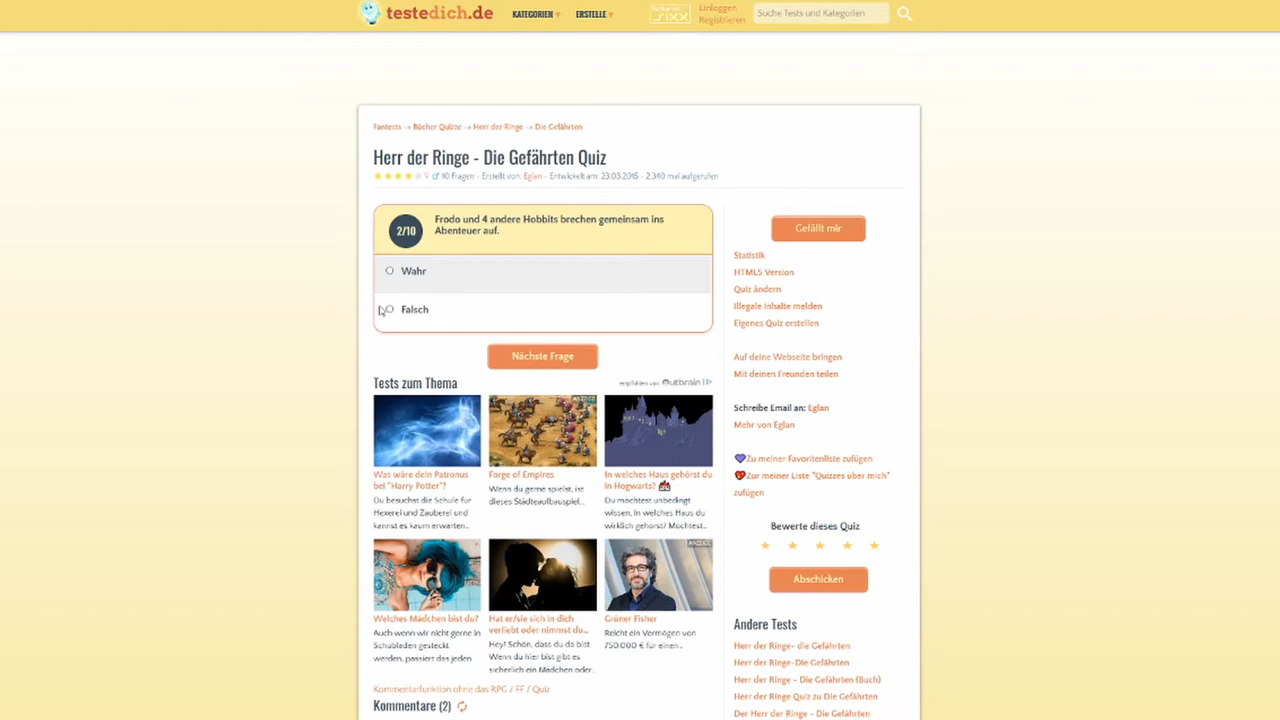 testedich.de
KATEGORIEN
ERSTELLE
sixx
Einloggen
Registrieren
Suche Tests und Kategorien
Fantests → Bücher Quizze → Herr der Ringe → Die Gefährten
Herr der Ringe - Die Gefährten Quiz
10 Fragen - Erstellt von: Eglan - Entwickelt am: 23.03.2015 - 2.340 mal aufgerufen
2/10
Frodo und 4 andere Hobbits brechen gemeinsam ins
Abenteuer auf.
Wahr
Falsch
Nächste Frage
Tests zum Thema
empfohlen von Outbrain
Was wäre dein Patronus
bei "Harry Potter"?
Du besuchst die Schule für
Hexerei und Zauberei und
kannst es kaum erwarten...
ANZEIGE
Forge of Empires
Wenn du gerne spielst, ist
dieses Städteaufbauspiel...
In welches Haus gehörst du
in Hogwarts?
Du möchtest unbedingt
wissen, in welches Haus du
wirklich gehörst? Möchtest...
Welches Mädchen bist du?
Auch wenn wir nicht gerne in
Schubladen gesteckt
werden, passiert das jeden
Hat er/sie sich in dich
verliebt oder nimmst du...
Hey! Schön, dass du da bist.
Wenn du hier bist gibt es
sicherlich ein Mädchen oder...
ANZEIGE
Grüner Fisher
Reicht ein Vermögen von
750.000 € für einen...
Kommentarfunktion ohne das RPG / FF / Quiz
Kommentare (2)
Gefällt mir
Statistik
HTML5 Version
Quiz ändern
Illegale Inhalte melden
Eigenes Quiz erstellen
Auf deine Webseite bringen
Mit deinen Freunden teilen
Schreibe Email an: Eglan
Mehr von Eglan
Zu meiner Favoritenliste zufügen
Zur meiner Liste "Quizzes über mich"
zufügen
Bewerte dieses Quiz
Abschicken
Andere Tests
Herr der Ringe- die Gefährten
Herr der Ringe-Die Gefährten
Herr der Ringe - Die Gefährten (Buch)
Herr der Ringe Quiz zu Die Gefährten
Der Herr der Ringe - Die Gefährten